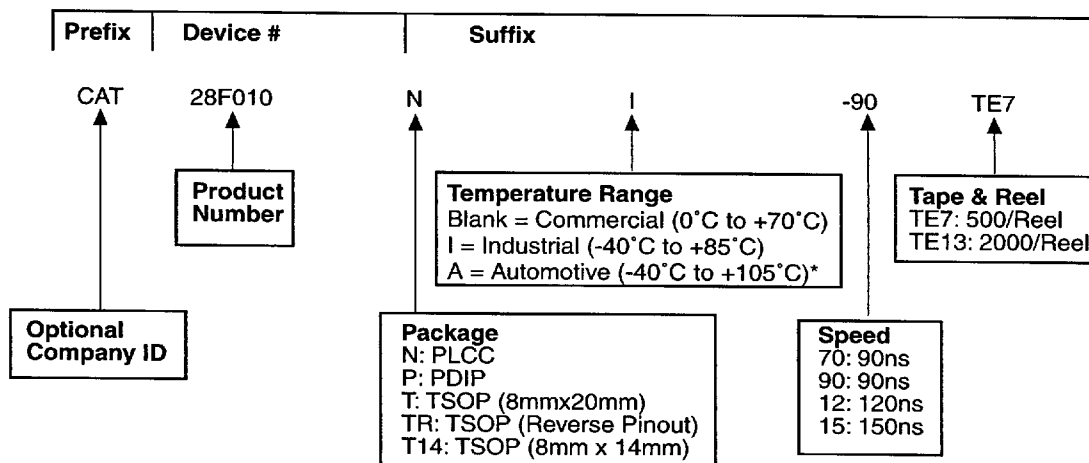 Prefix Device # Suffix
CAT 28F010 N I -90 TE7
Product
Number
Temperature Range
Blank = Commercial (0˚C to +70˚C)
I = Industrial (-40˚C to +85˚C)
A = Automotive (-40˚C to +105˚C)*
Tape & Reel
TE7: 500/Reel
TE13: 2000/Reel
Optional
Company ID
Package
N: PLCC
P: PDIP
T: TSOP (8mmx20mm)
TR: TSOP (Reverse Pinout)
T14: TSOP (8mm x 14mm)
Speed
70: 90ns
90: 90ns
12: 120ns
15: 150ns